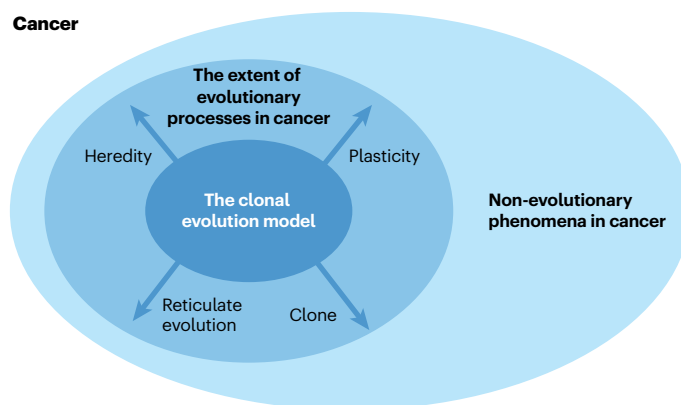 Cancer
The extent of
evolutionary
processes in cancer
Heredity
Plasticity
The clonal
evolution model
Non-evolutionary
phenomena in cancer
Reticulate
evolution
Clone